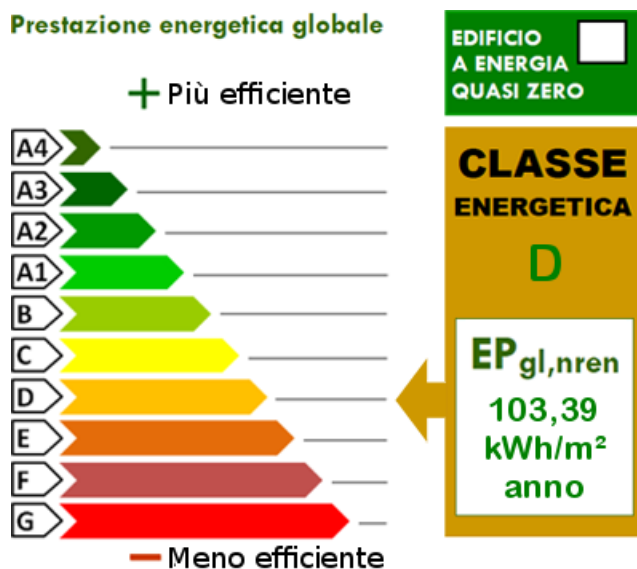 Prestazione energetica globale
+ Più efficiente
A4
A3
A2
A1
B
C
D
E
F
G
− Meno efficiente
EDIFICIO
A ENERGIA
QUASI ZERO
CLASSE
ENERGETICA
D
EPgl,nren
103,39
kWh/m²
anno